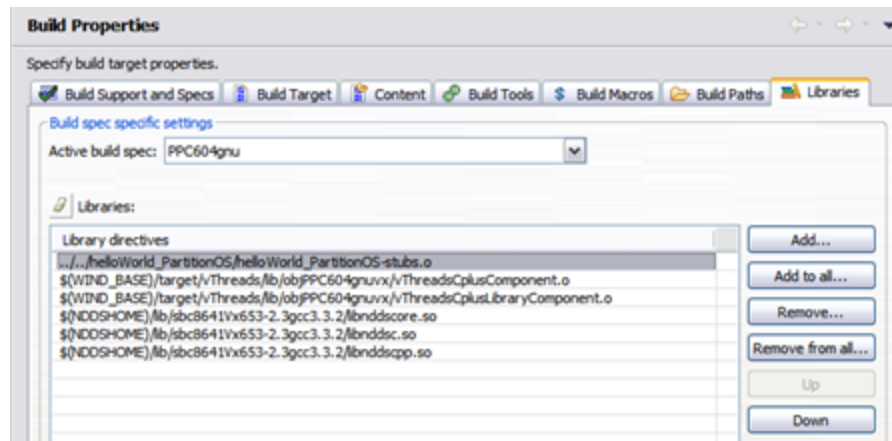 Build Properties
Specify build target properties.
Build Support and Specs Build Target Content Build Tools $ Build Macros Build Paths Libraries
Build spec specific settings
Active build spec: PPC604gnu
Libraries:
Library directives
../../helloWorld_PartitionOS/helloWorld_PartitionOS-stubs.o
$(WIND_BASE)/target/vThreads/lib/objPPC604gnuvx/vThreadsCplusComponent.o
$(WIND_BASE)/target/vThreads/lib/objPPC604gnuvx/vThreadsCplusLibraryComponent.o
$(NDDSHOME)/lib/sbc8641Vx653-2.3gcc3.3.2/libnddscore.so
$(NDDSHOME)/lib/sbc8641Vx653-2.3gcc3.3.2/libnddsc.so
$(NDDSHOME)/lib/sbc8641Vx653-2.3gcc3.3.2/libnddscpp.so
Add...
Add to all...
Remove...
Remove from all...
Up
Down